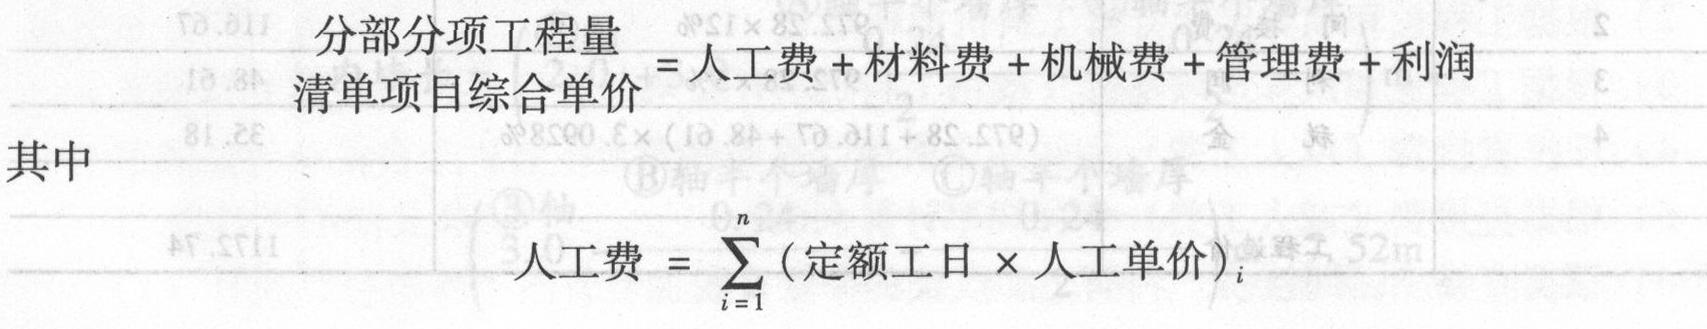 分部分项工程量
清单项目综合单价 = 人工费 + 材料费 + 机械费 + 管理费 + 利润
其中
人工费 = ∑_{i=1}^{n} (定额工日 × 人工单价)_i